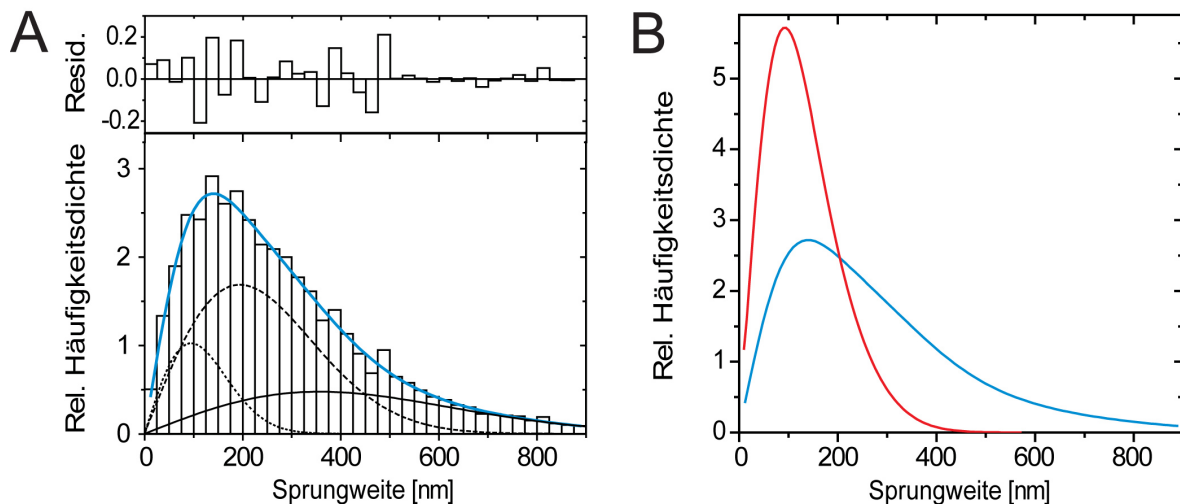 A
Resid.
0.2
0.0
-0.2
Rel. Häufigkeitsdichte
3
2
1
0
0 200 400 600 800
Sprungweite [nm]
B
Rel. Häufigkeitsdichte
5
4
3
2
1
0
0 200 400 600 800
Sprungweite [nm]